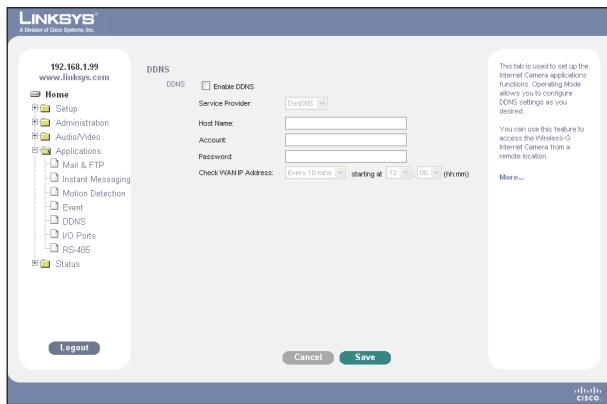 LINKSYS®
A Division of Cisco Systems, Inc.
192.168.1.99
www.linksys.com
Home
Setup
Administration
Audio/Video
Applications
Mail & FTP
Instant Messaging
Motion Detection
Event
DDNS
I/O Ports
RS-485
Status
Logout
DDNS
DDNS
Enable DDNS
Service Provider: DynDNS
Host Name:
Account:
Password:
Check WAN IP Address: Every 10 mins starting at 12 : 00 (hh:mm)
Cancel Save
This tab is used to set up the
Internet Camera applications
functions. Operating Mode
allows you to configure
DDNS settings as you
desired.
You can use this feature to
access the Wireless-G
Internet Camera from a
remote location.
More...
CISCO